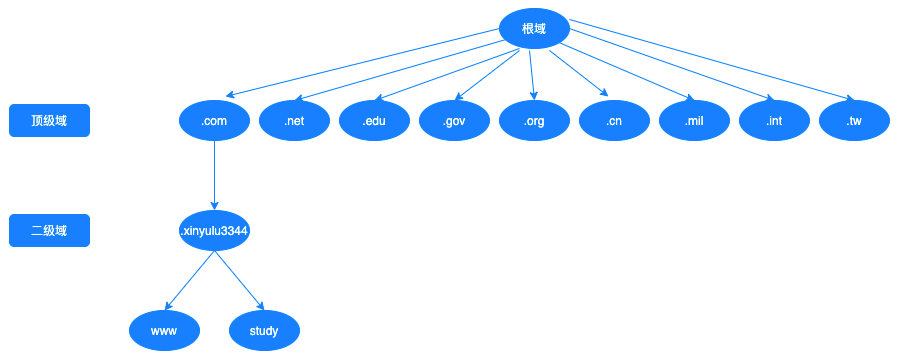 根域
顶级域
.com
.net
.edu
.gov
.org
.cn
.mil
.int
.tw
二级域
.xinyulu3344
www
study